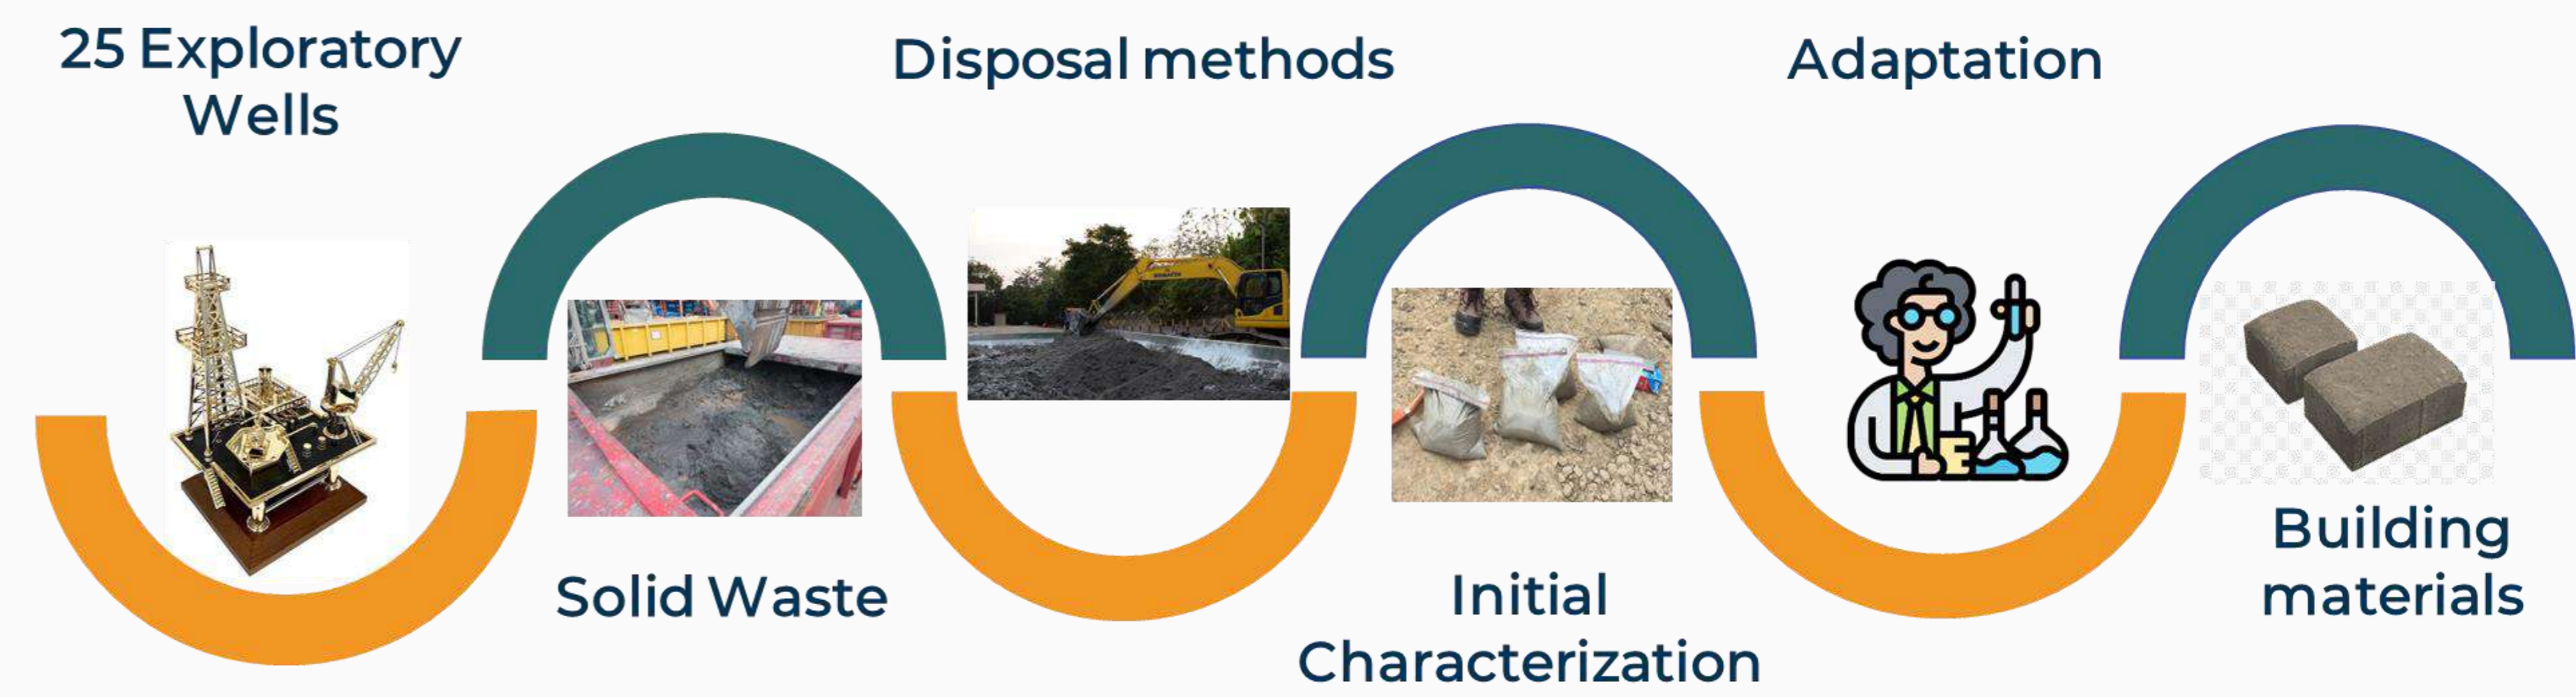 25 Exploratory
Wells
Solid Waste
Disposal methods
Initial
Characterization
Adaptation
Building
materials